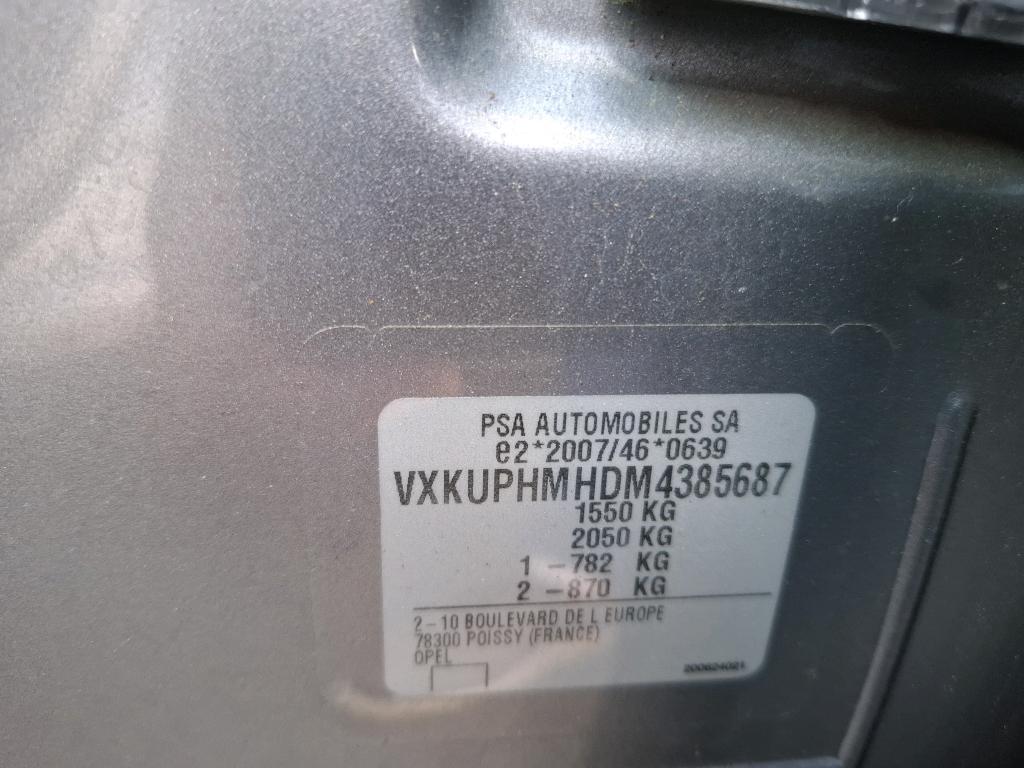 PSA AUTOMOBILES SA
e2*2007/46*0639
VXKUPHMHDM4385687
1550 KG
2050 KG
1 - 782 KG
2 - 870 KG
2 - 10 BOULEVARD DE L EUROPE
78300 POISSY (FRANCE)
OPEL
200624021